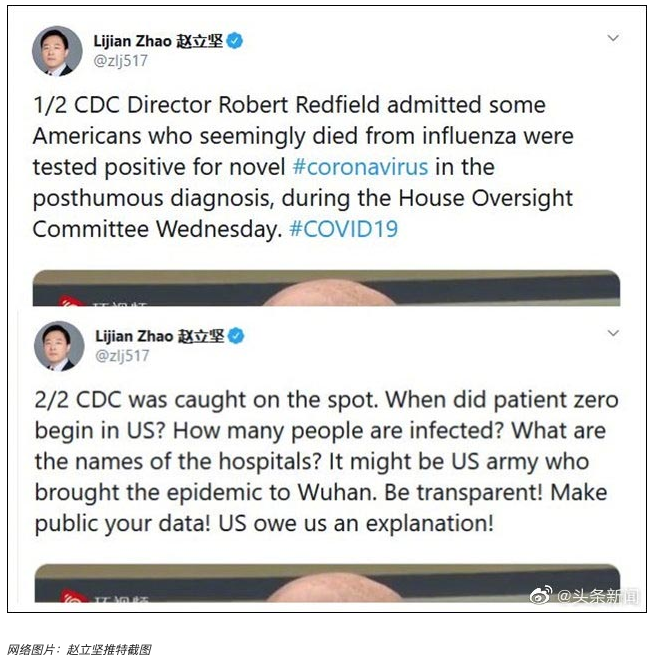 Lijian Zhao 赵立坚
@zlj517
1/2 CDC Director Robert Redfield admitted some
Americans who seemingly died from influenza were
tested positive for novel #coronavirus in the
posthumous diagnosis, during the House Oversight
Committee Wednesday. #COVID19
Lijian Zhao 赵立坚
@zlj517
2/2 CDC was caught on the spot. When did patient zero
begin in US? How many people are infected? What are
the names of the hospitals? It might be US army who
brought the epidemic to Wuhan. Be transparent! Make
public your data! US owe us an explanation!
@头条新闻
网络图片：赵立坚推特截图